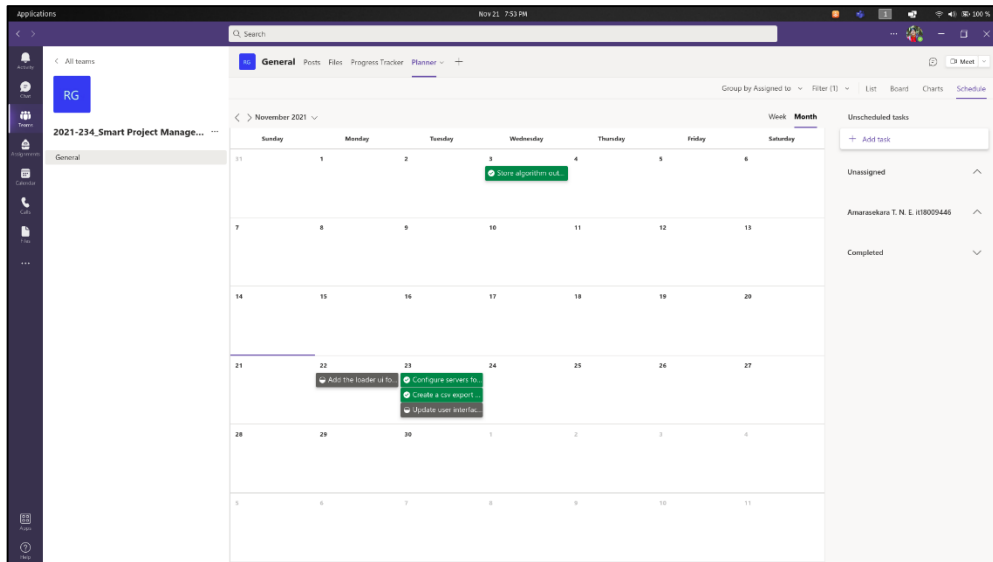 Applications
Nov 21 7:53 PM
1
100 %
Search
Activity
Chat
Teams
Assignments
Calendar
Calls
Files
Apps
Help
All teams
RG
2021-234_Smart Project Manage...
General
RG General Posts Files Progress Tracker Planner
Meet
Group by Assigned to Filter (1) List Board Charts Schedule
November 2021
Week Month
Sunday Monday Tuesday Wednesday Thursday Friday Saturday
31 1 2 3 4 5 6
Store algorithm out...
7 8 9 10 11 12 13
14 15 16 17 18 19 20
21 22 23 24 25 26 27
Add the loader ui fo... Configure servers fo...
Create a csv export ...
Update user interfac...
28 29 30 1 2 3 4
5 6 7 8 9 10 11
Unscheduled tasks
Add task
Unassigned
Amarasekara T. N. E. it18009446
Completed